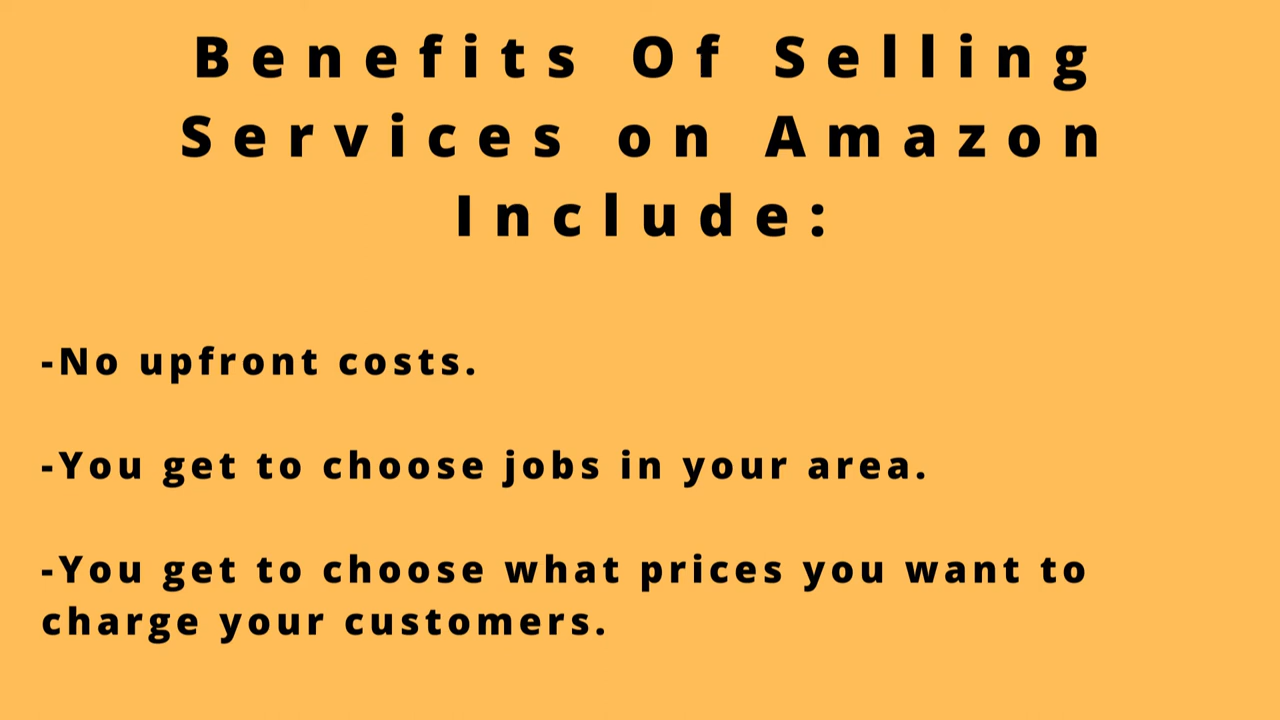 Benefits Of Selling
Services on Amazon
Include:
-No upfront costs.
-You get to choose jobs in your area.
-You get to choose what prices you want to
charge your customers.